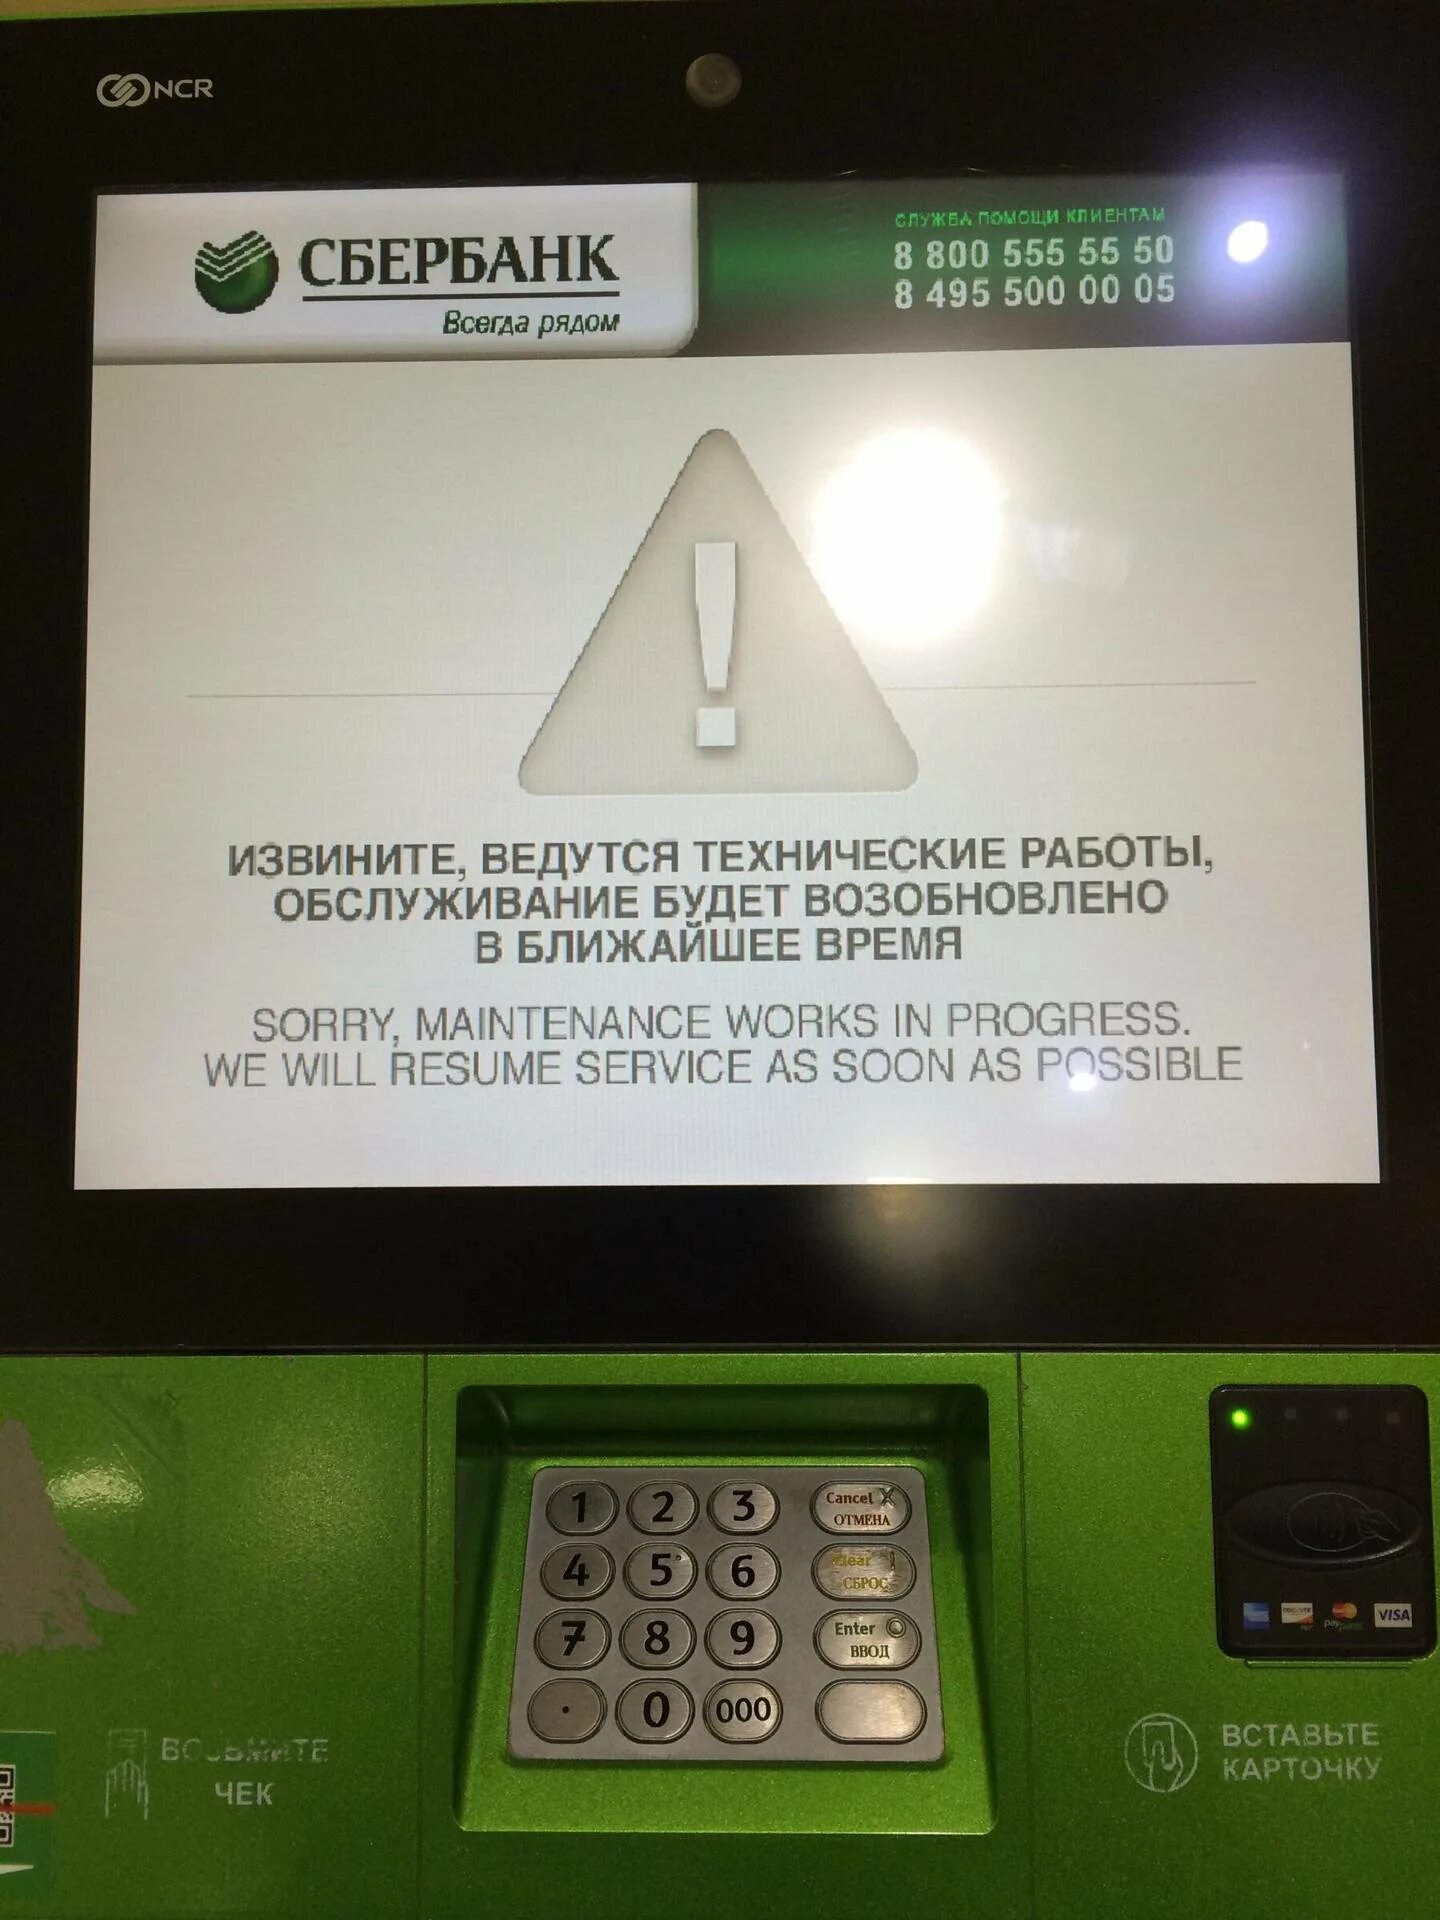 NCR
СБЕРБАНК
Всегда рядом
СЛУЖБА ПОМОЩИ КЛИЕНТАМ
8 800 555 55 50
8 495 500 00 05
ИЗВИНИТЕ, ВЕДУТСЯ ТЕХНИЧЕСКИЕ РАБОТЫ,
ОБСЛУЖИВАНИЕ БУДЕТ ВОЗОБНОВЛЕНО
В БЛИЖАЙШЕЕ ВРЕМЯ
SORRY, MAINTENANCE WORKS IN PROGRESS.
WE WILL RESUME SERVICE AS SOON AS POSSIBLE
1 2 3 Cancel X
ОТМЕНА
4 5 6 Clear
СБРОС
7 8 9 Enter
ВВОД
. 0 000
VISA
ВОЗЬМИТЕ
ЧЕК
ВСТАВЬТЕ
КАРТОЧКУ